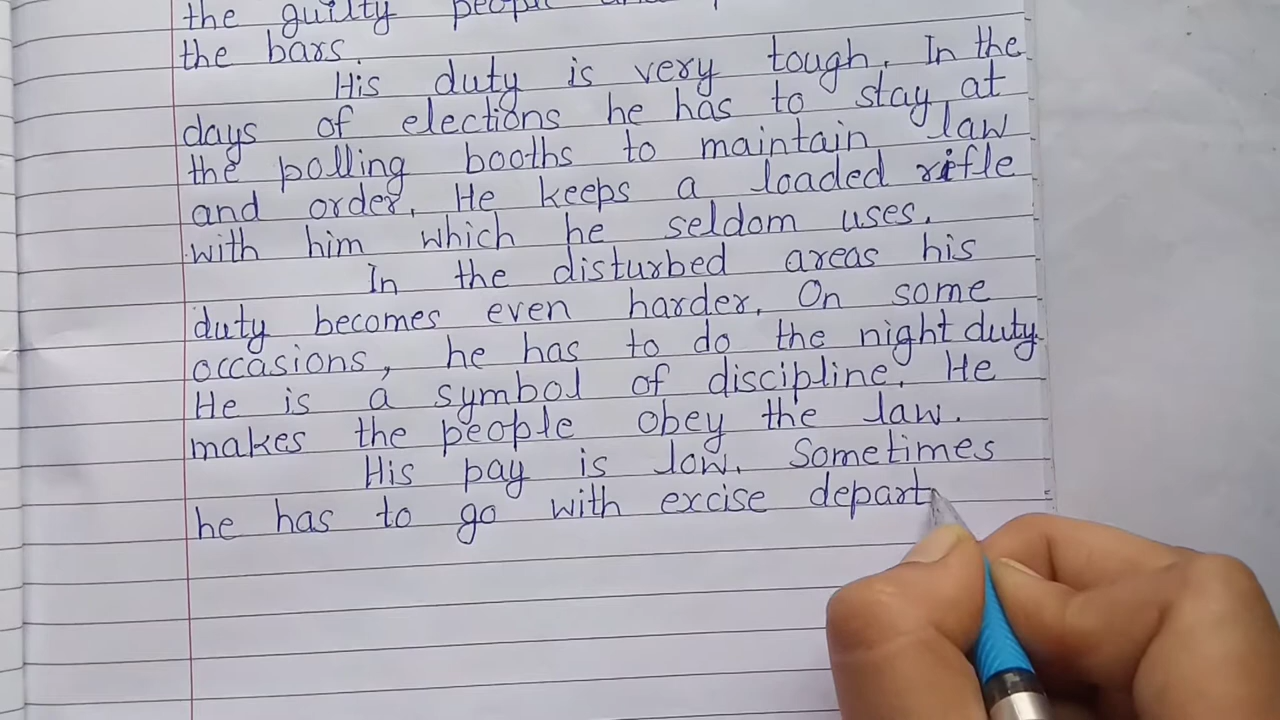 the guilty people
the bars.
His duty is very tough. In the
days of elections he has to stay at
the polling booths to maintain law
and order. He keeps a loaded rifle
with him which he seldom uses.
In the disturbed areas his
duty becomes even harder. On some
occasions, he has to do the night duty.
He is a symbol of discipline. He
makes the people obey the law.
His pay is low. Sometimes
he has to go with excise depart